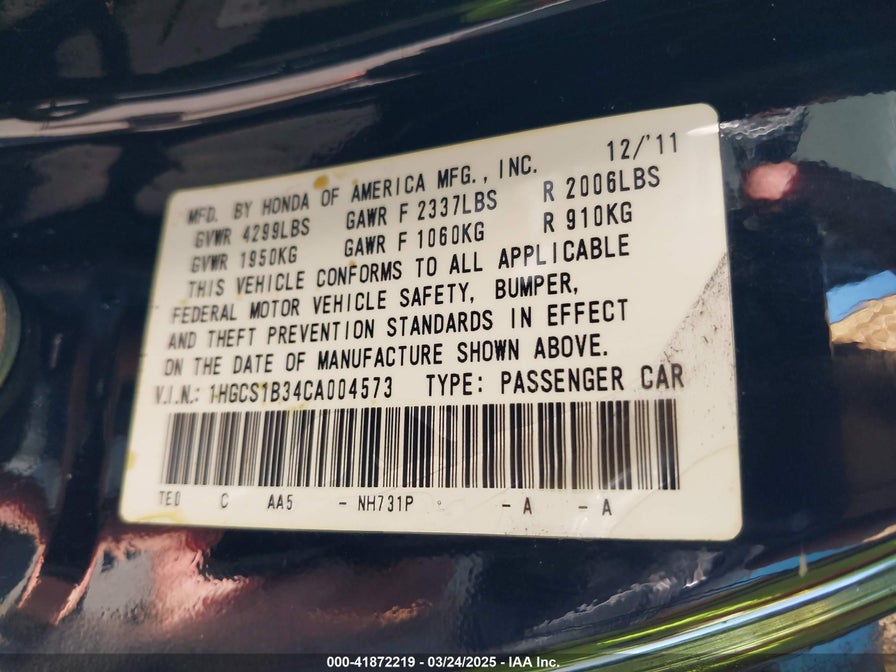 MFD. BY HONDA OF AMERICA MFG., INC. 12/'11
GVWR 4299LBS GAWR F 2337LBS R 2006LBS
GVWR 1950KG GAWR F 1060KG R 910KG
THIS VEHICLE CONFORMS TO ALL APPLICABLE
FEDERAL MOTOR VEHICLE SAFETY, BUMPER,
AND THEFT PREVENTION STANDARDS IN EFFECT
ON THE DATE OF MANUFACTURE SHOWN ABOVE.
V.I.N.: 1HGCS1B34CA004573 TYPE: PASSENGER CAR
TE0 C AA5 - NH731P - A - A
000-41872219 - 03/24/2025 - IAA Inc.